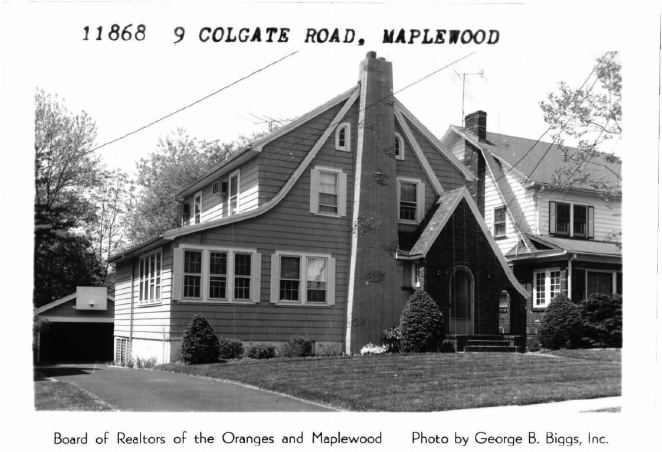 11868 9 COLGATE ROAD, MAPLEWOOD
Board of Realtors of the Oranges and Maplewood Photo by George B. Biggs, Inc.